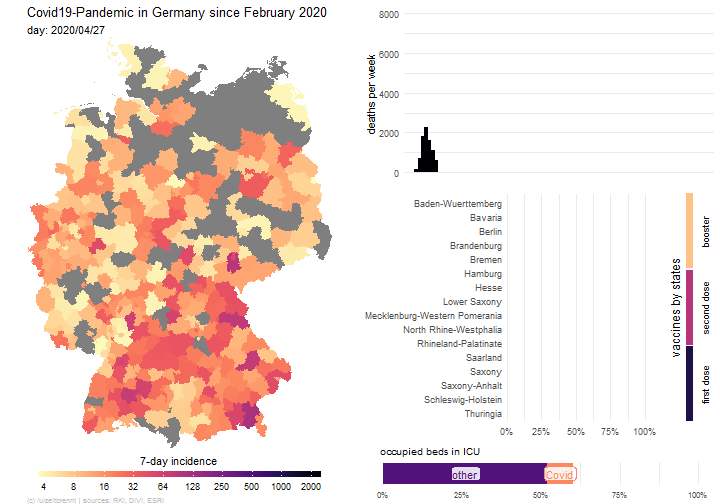 Covid19-Pandemic in Germany since February 2020
day: 2020/04/27
7-day incidence
4 8 16 32 64 128 250 500 1000 2000
(c) /u/zeitbremt | sources: RKI, DIVI, ESRI
deaths per week
8000
6000
4000
2000
0
Baden-Wuerttemberg
Bavaria
Berlin
Brandenburg
Bremen
Hamburg
Hesse
Lower Saxony
Mecklenburg-Western Pomerania
North Rhine-Westphalia
Rhineland-Palatinate
Saarland
Saxony
Saxony-Anhalt
Schleswig-Holstein
Thuringia
0% 25% 50% 75% 100%
vaccines by states
booster
second dose
first dose
occupied beds in ICU
other Covid
0% 25% 50% 75% 100%